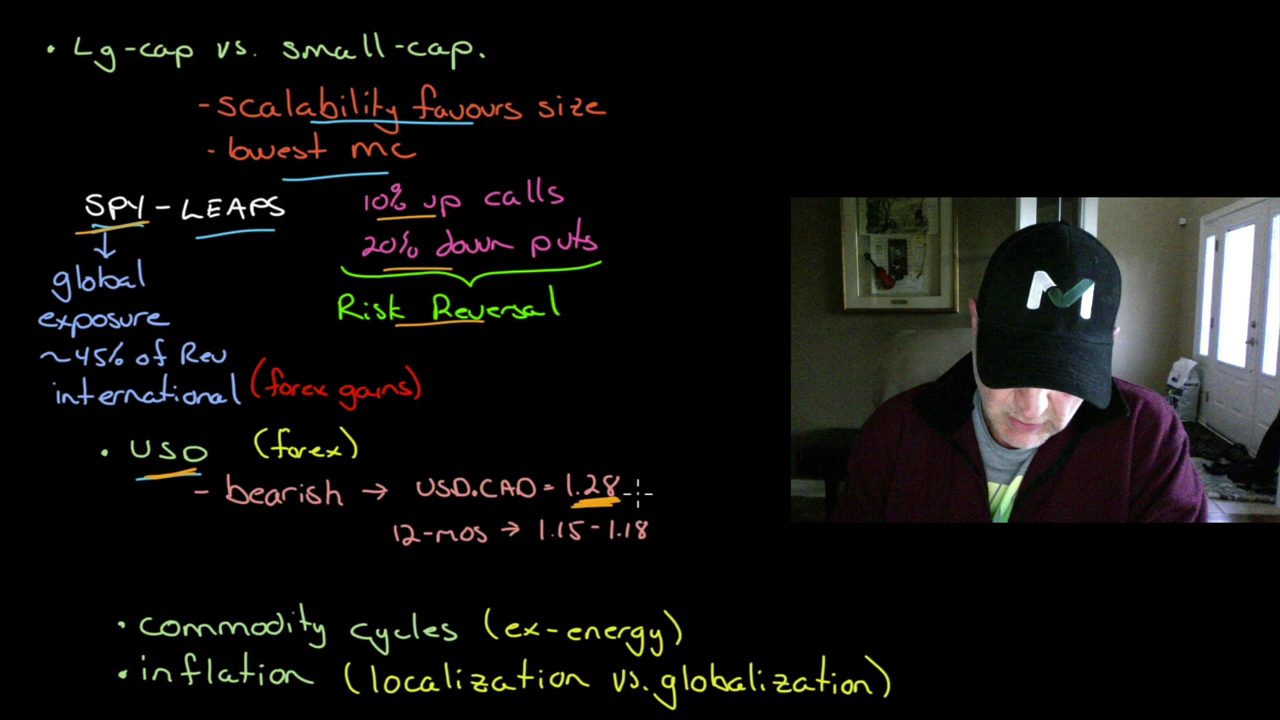 • Lg-cap vs. small-cap.
- scalability favours size
- lowest mc
SPY - LEAPS
10% up calls
20% down puts
Risk Reversal
↓
global
exposure
~45% of Rev
international (forex gains)
• USD (forex)
- bearish → USD.CAD = 1.28
12-mos → 1.15 - 1.18
• commodity cycles (ex-energy)
• inflation (localization vs. globalization)